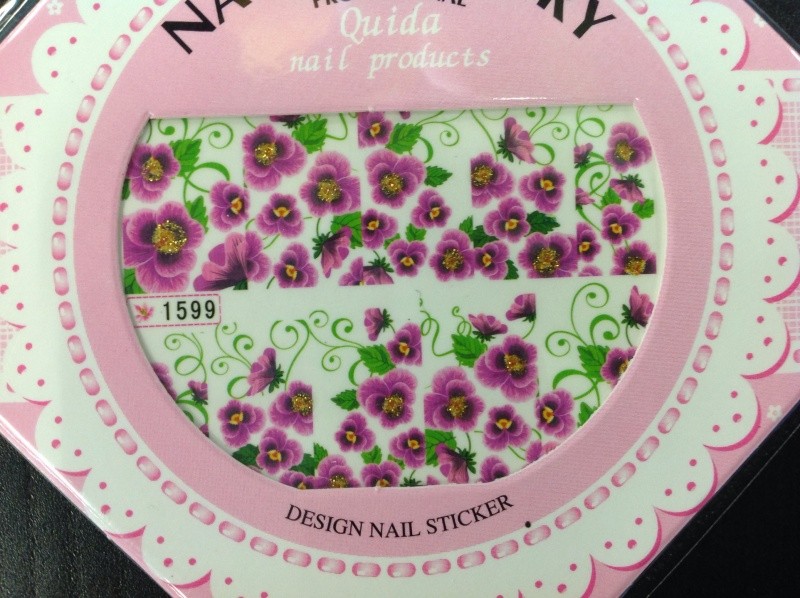 Quida
nail products
1599
DESIGN NAIL STICKER